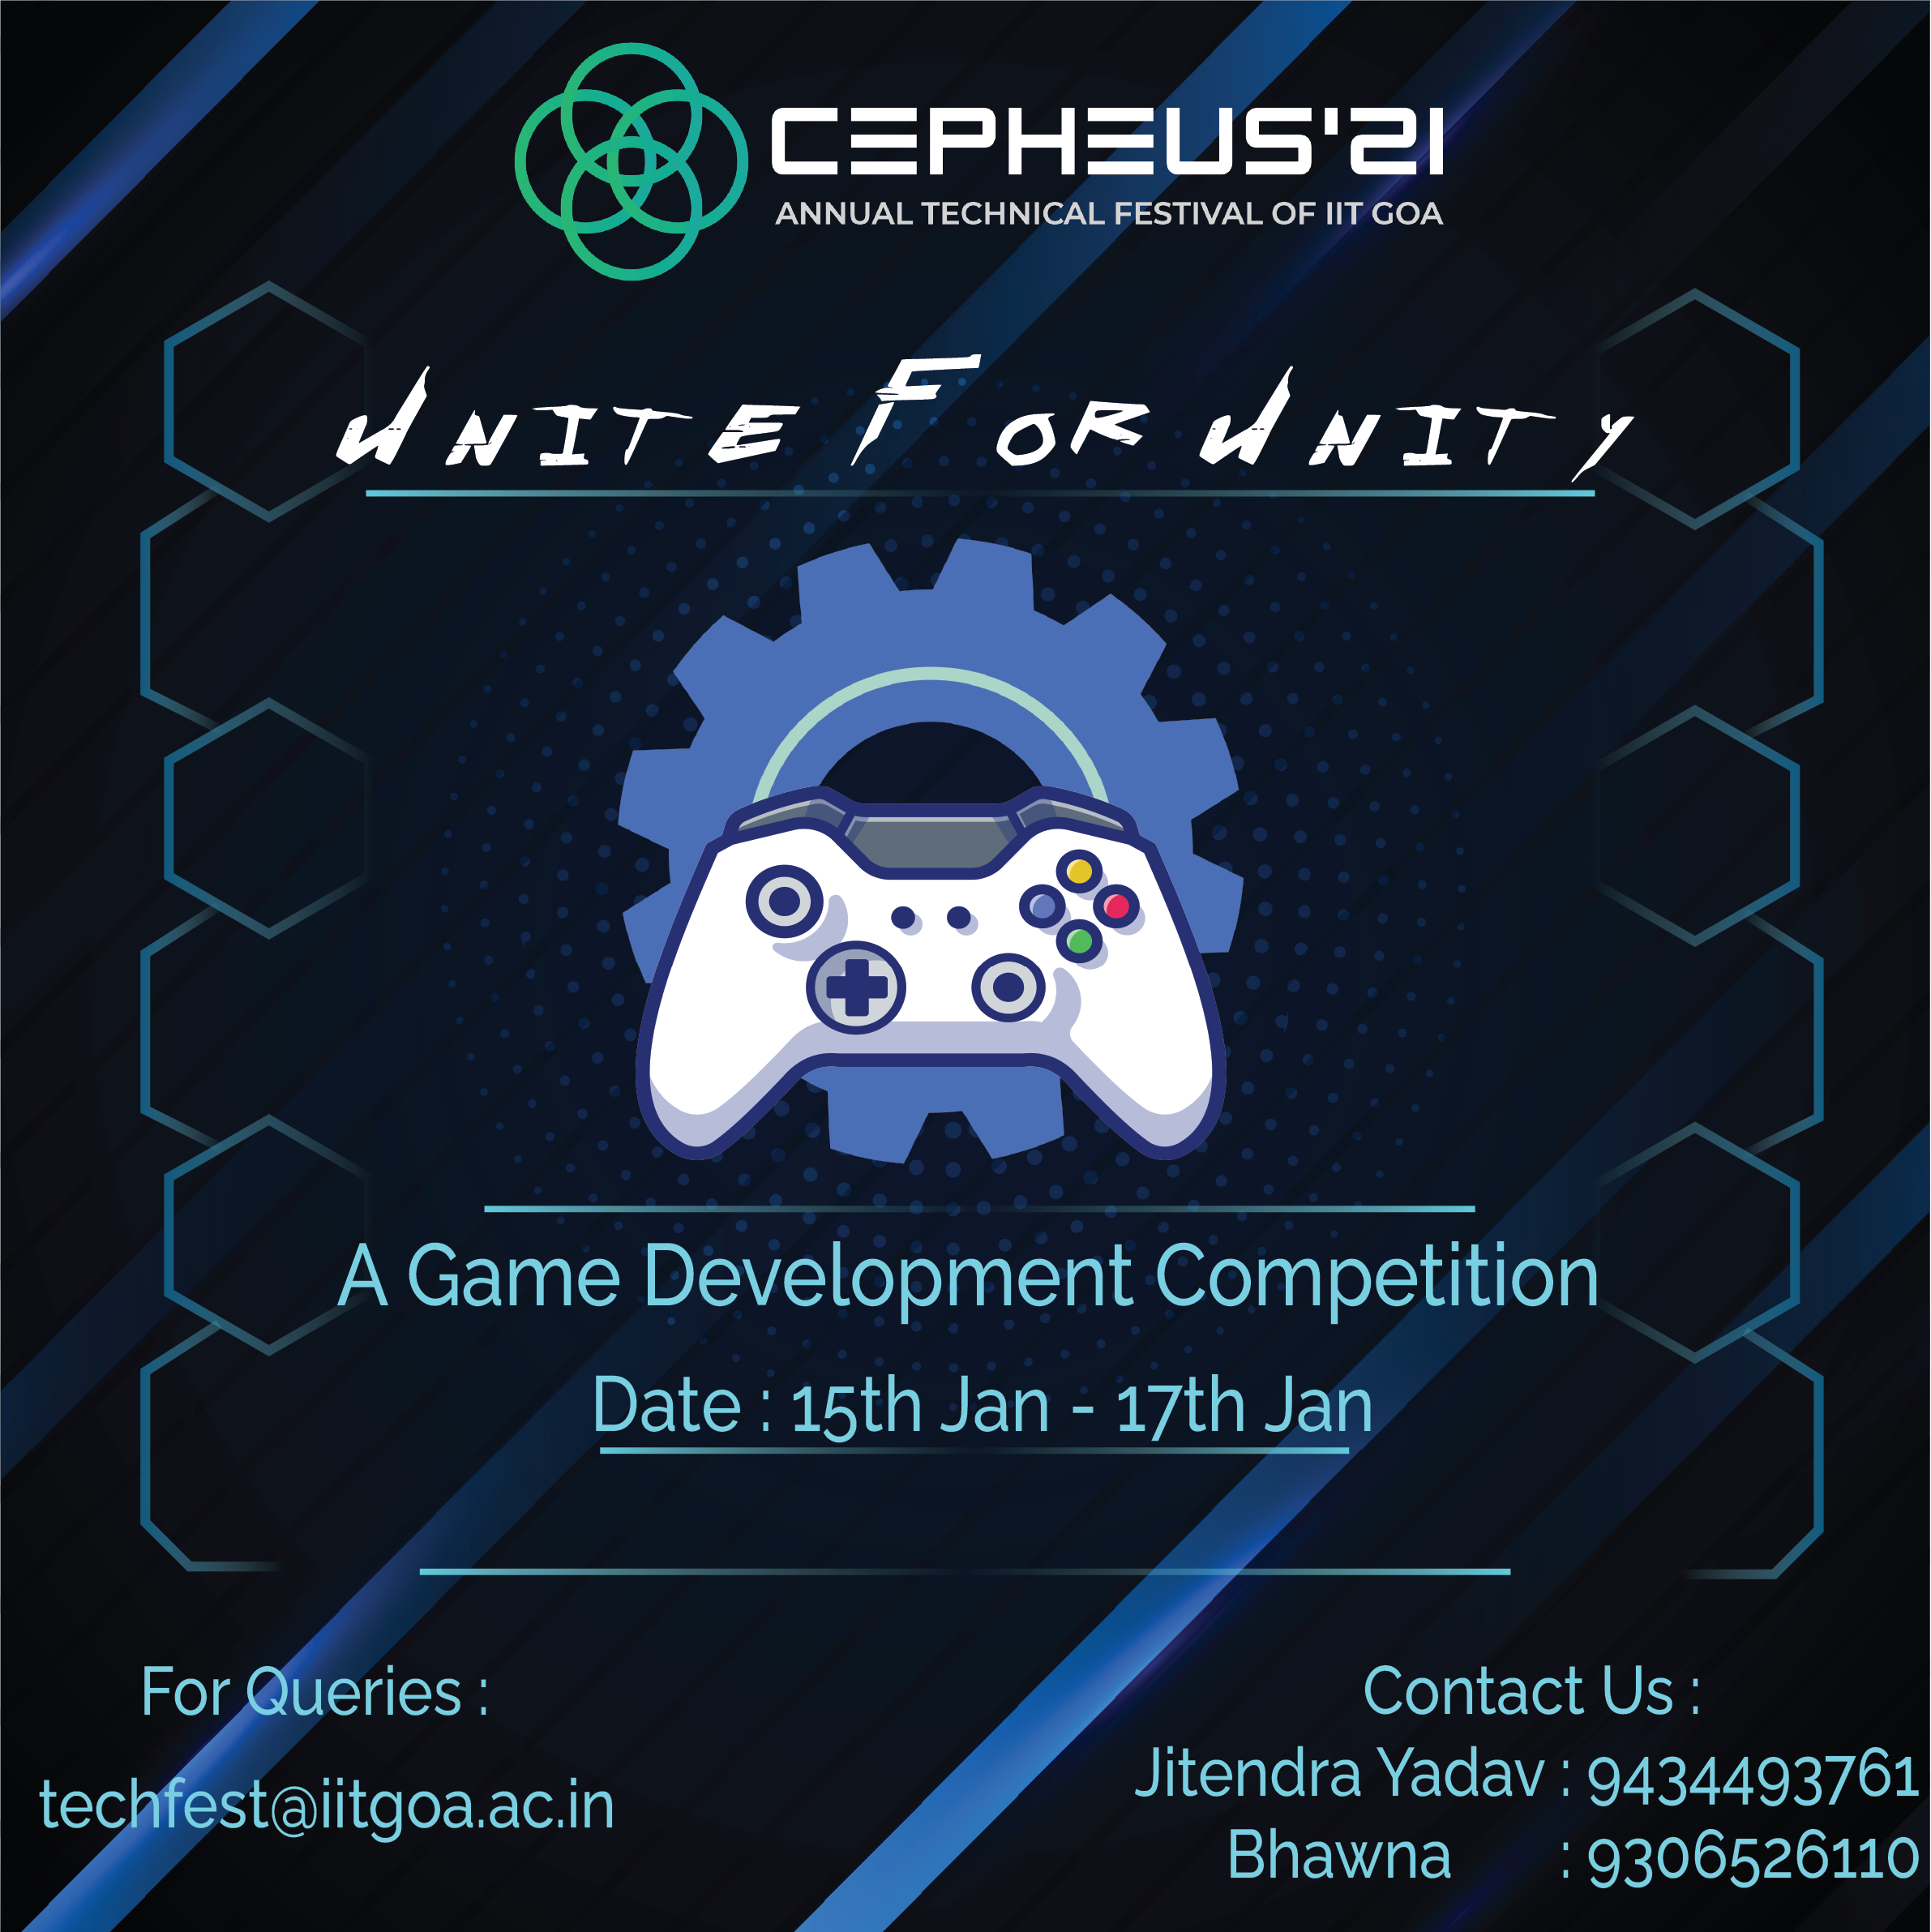 CEPHEUS'21
ANNUAL TECHNICAL FESTIVAL OF IIT GOA
UNITE FOR UNITY
A Game Development Competition
Date : 15th Jan - 17th Jan
For Queries :
techfest@iitgoa.ac.in
Contact Us :
Jitendra Yadav : 9434493761
Bhawna : 9306526110